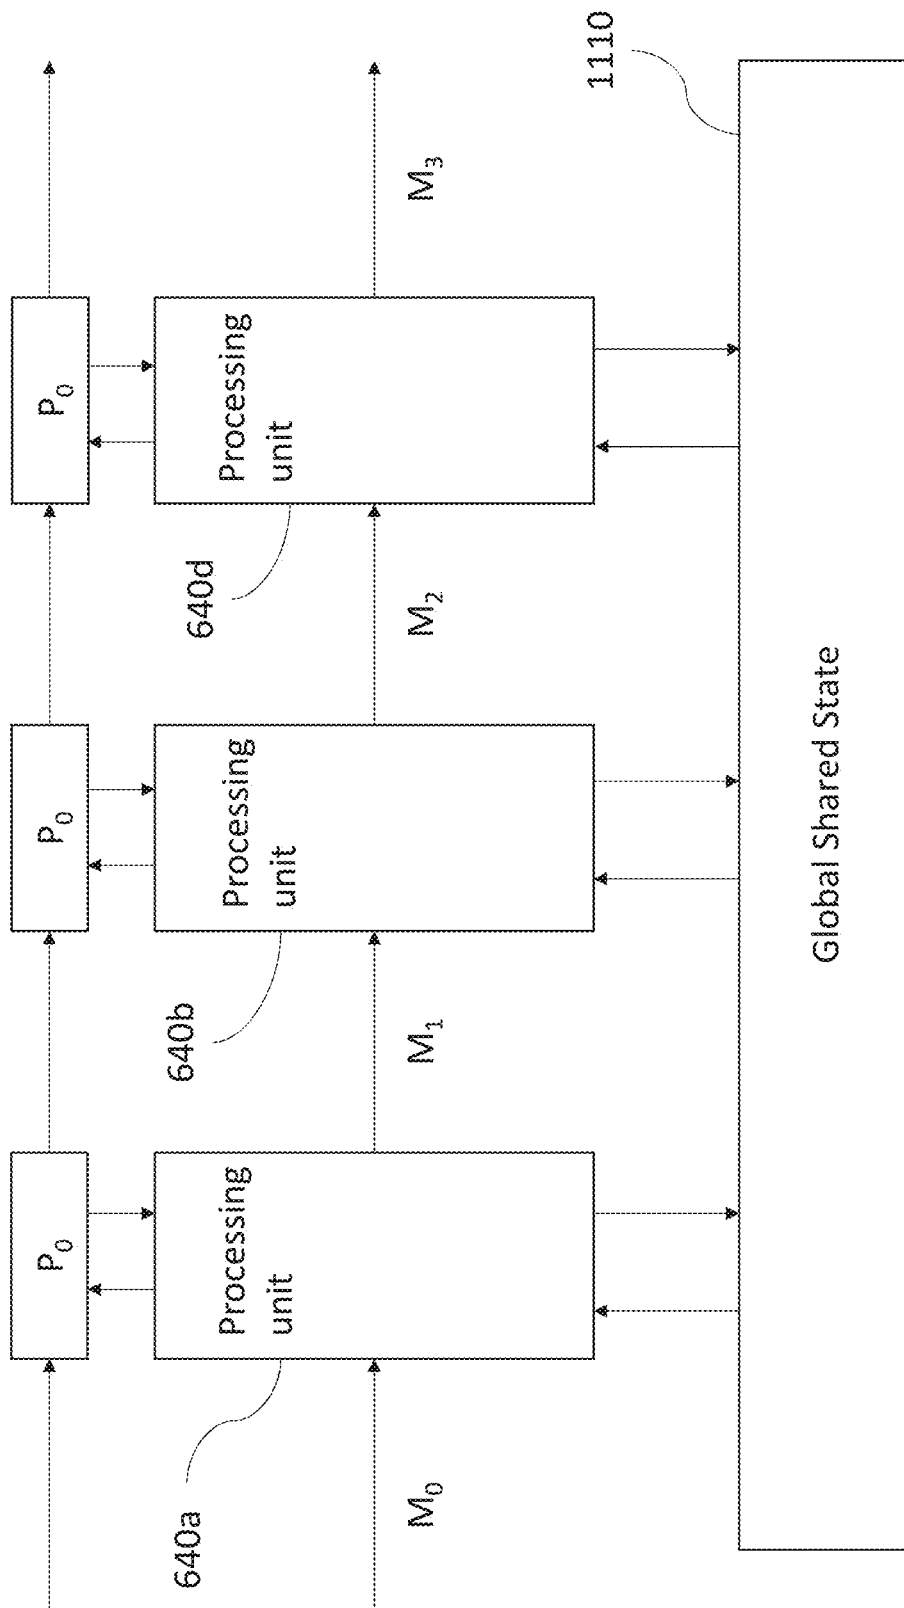 P0
P0
P0
Processing
unit
Processing
unit
Processing
unit
640a
640b
640d
M0
M1
M2
M3
1110
Global Shared State